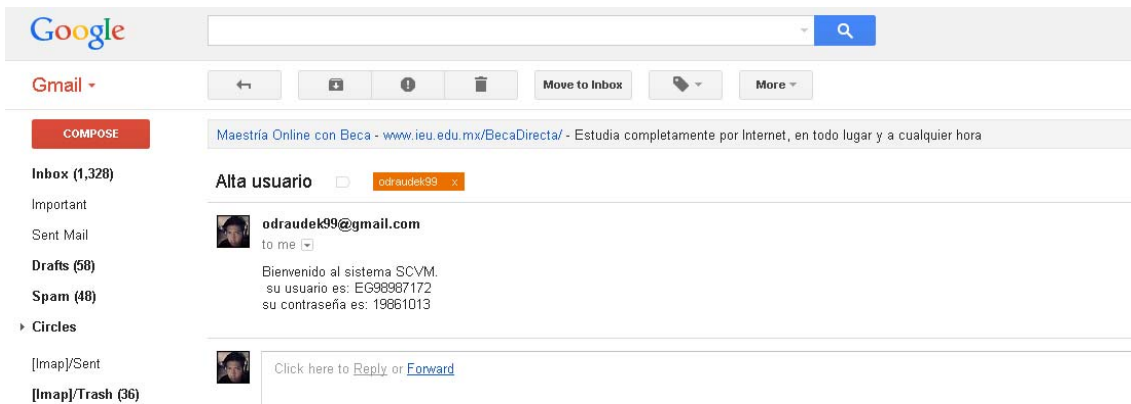 Google
Gmail
Move to Inbox
More
COMPOSE
Maestría Online con Beca - www.ieu.edu.mx/BecaDirecta/ - Estudia completamente por Internet, en todo lugar y a cualquier hora
Inbox (1,328)
Important
Sent Mail
Drafts (58)
Spam (48)
Circles
[Imap]/Sent
[Imap]/Trash (36)
Alta usuario
odraudek99 x
odraudek99@gmail.com
to me
Bienvenido al sistema SCVM.
su usuario es: EG98987172
su contraseña es: 19861013
Click here to Reply or Forward